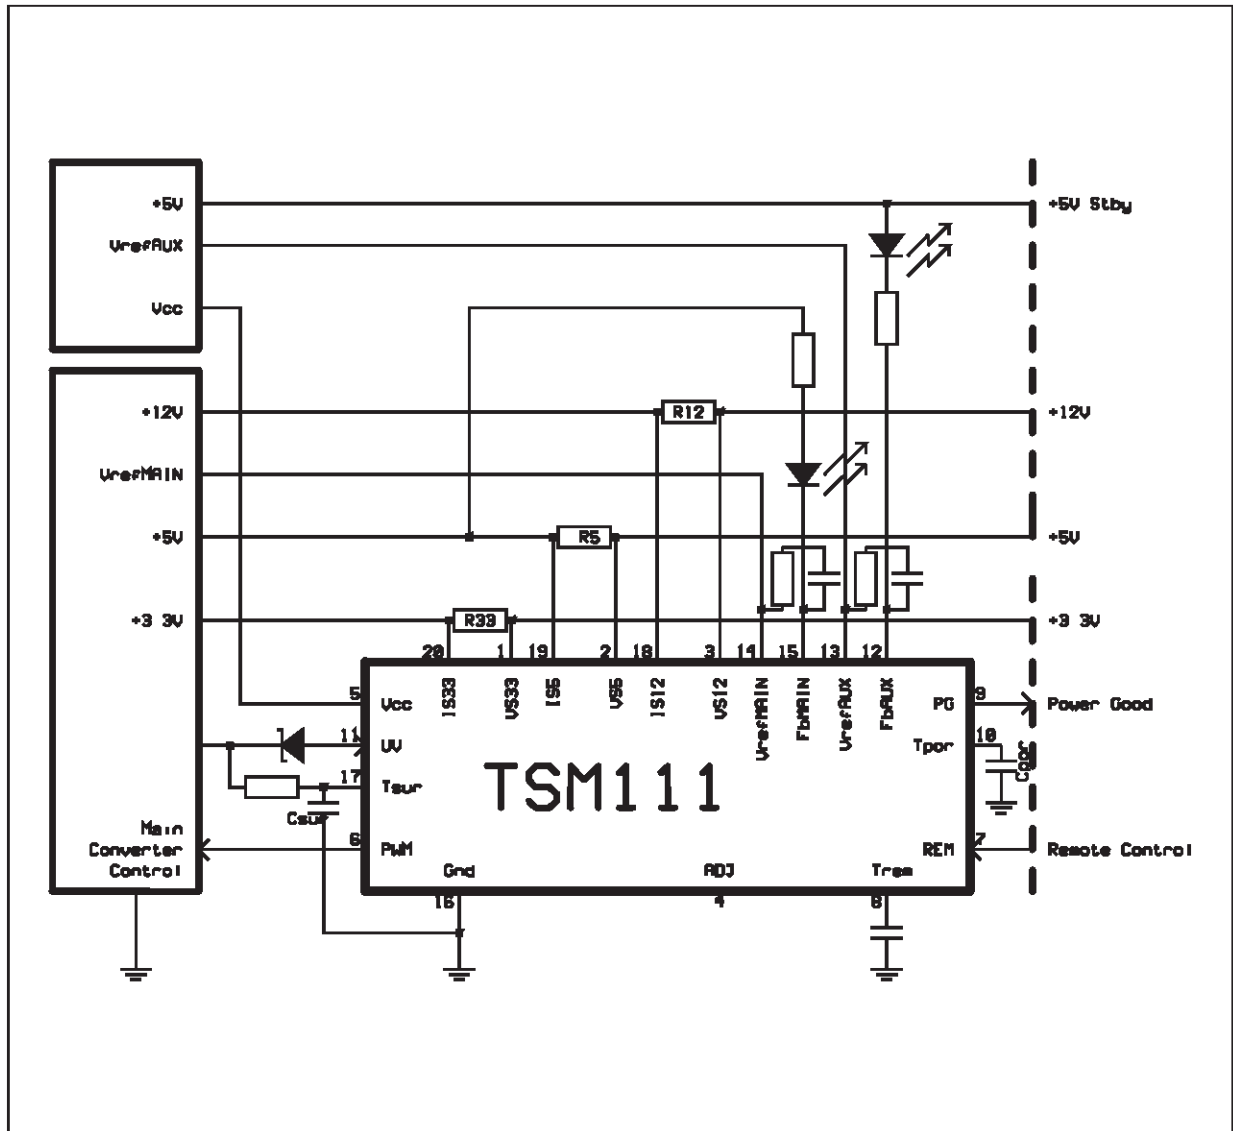 +5V
+5V Stby
VrefAUX
Vcc
+12V
R12
+12V
VrefMAIN
+5V
R5
+5V
+3 3V
R33
+3 3V
20
1
19
2
18
3
14
15
13
12
IS33
VS33
IS5
VS5
IS12
VS12
VrefMAIN
FbMAIN
VrefAUX
FbAUX
5
Vcc
PG
9
Power Good
11
UV
Tpor
10
Cpor
17
Tsur
TSM111
Csur
Main
Converter
Control
6
PWM
REM
7
Remote Control
Gnd
ADJ
Trem
16
4
8